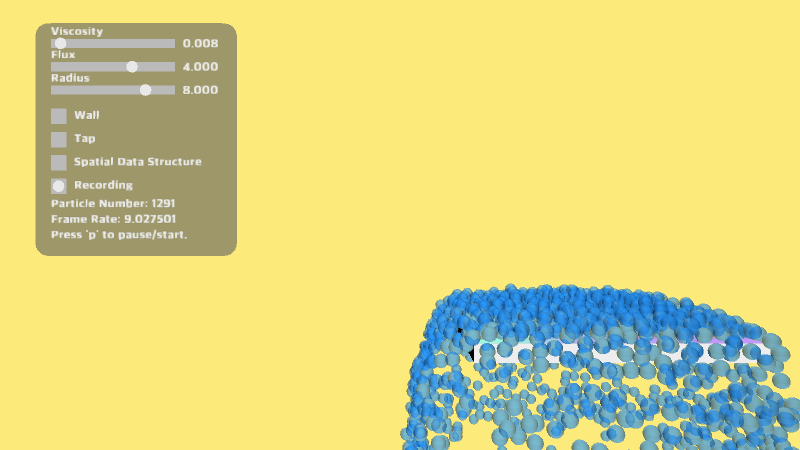 Viscosity
0.008
Flux
4.000
Radius
8.000
Wall
Tap
Spatial Data Structure
Recording
Particle Number: 1291
Frame Rate: 9.027501
Press 'p' to pause/start.